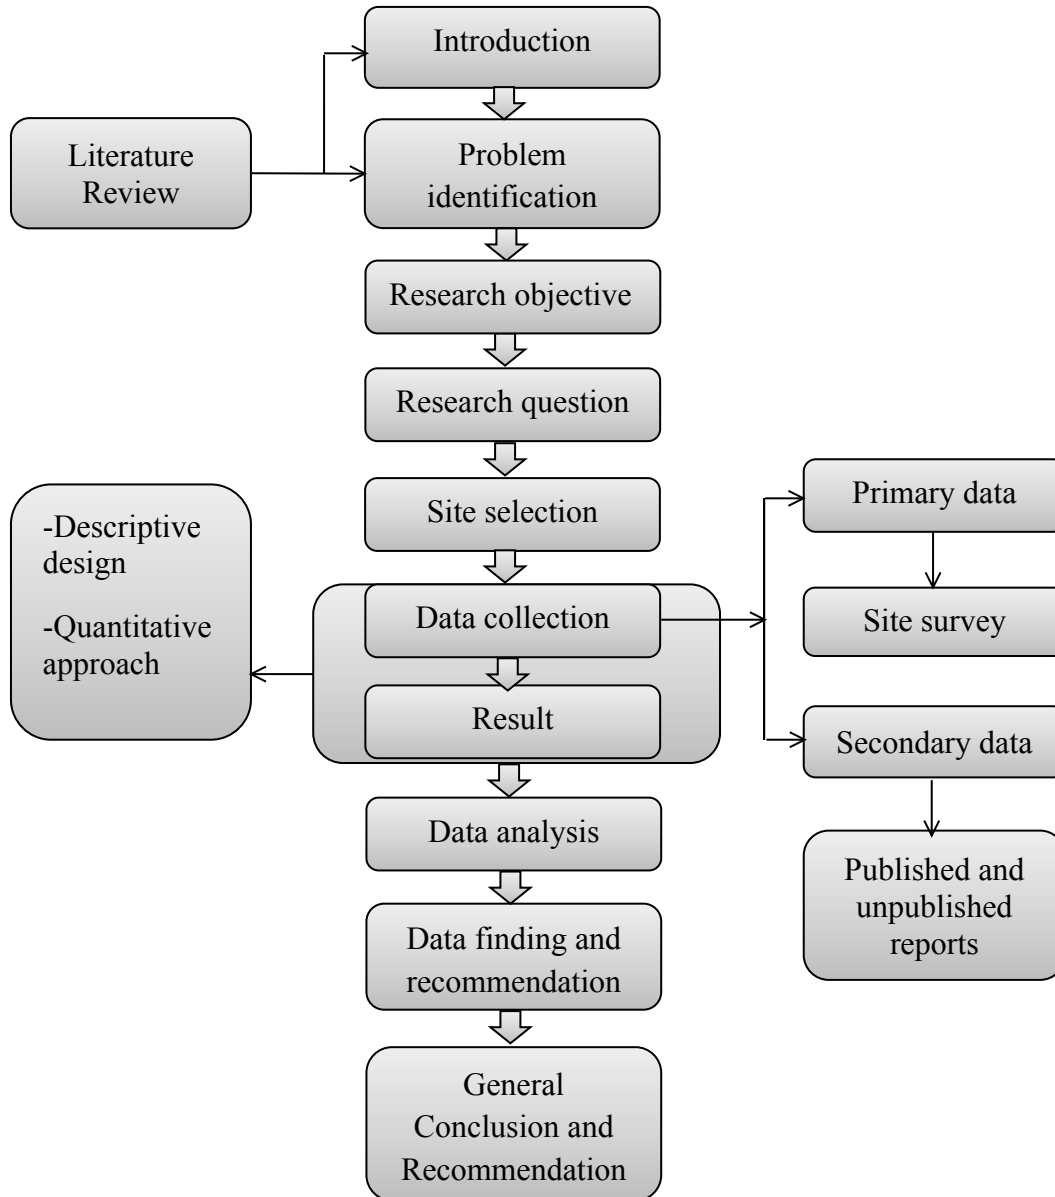 Introduction
Literature
Review
Problem
identification
Research objective
Research question
Site selection
-Descriptive
design
-Quantitative
approach
Data collection
Result
Primary data
Site survey
Secondary data
Published and
unpublished
reports
Data analysis
Data finding and
recommendation
General
Conclusion and
Recommendation